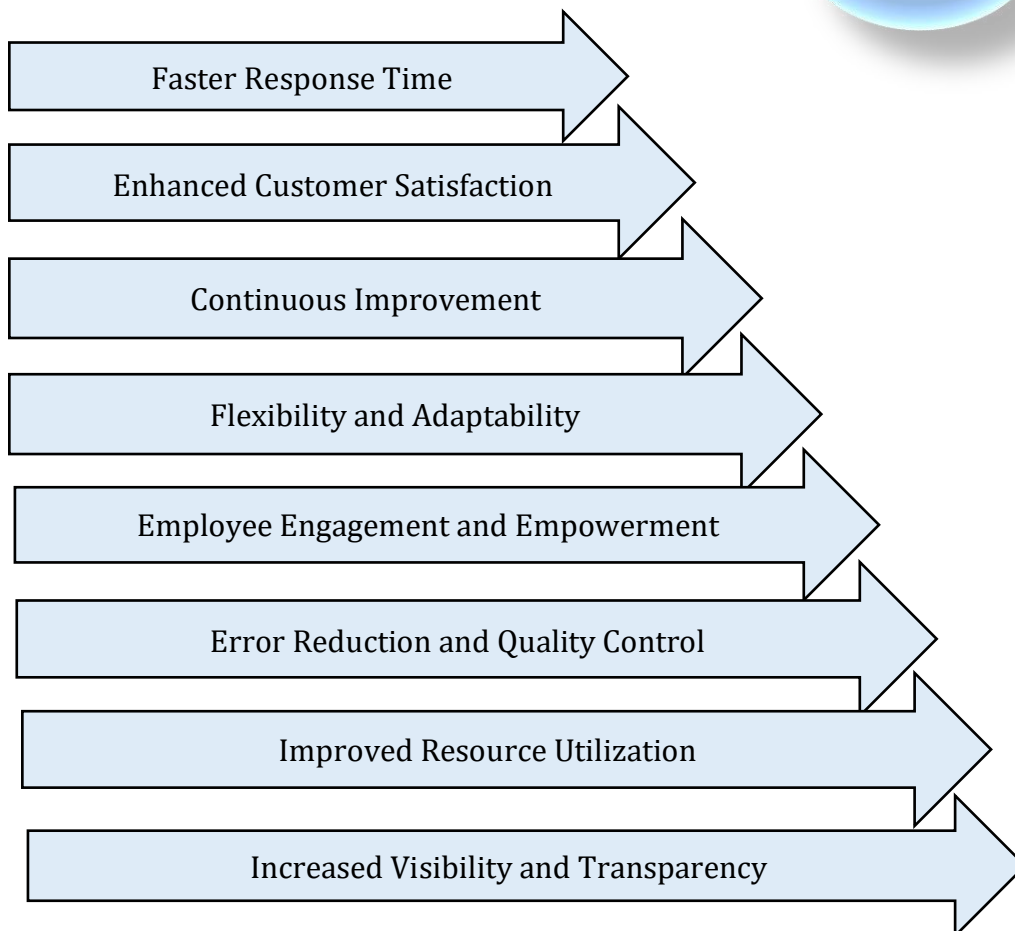 Faster Response Time
Enhanced Customer Satisfaction
Continuous Improvement
Flexibility and Adaptability
Employee Engagement and Empowerment
Error Reduction and Quality Control
Improved Resource Utilization
Increased Visibility and Transparency